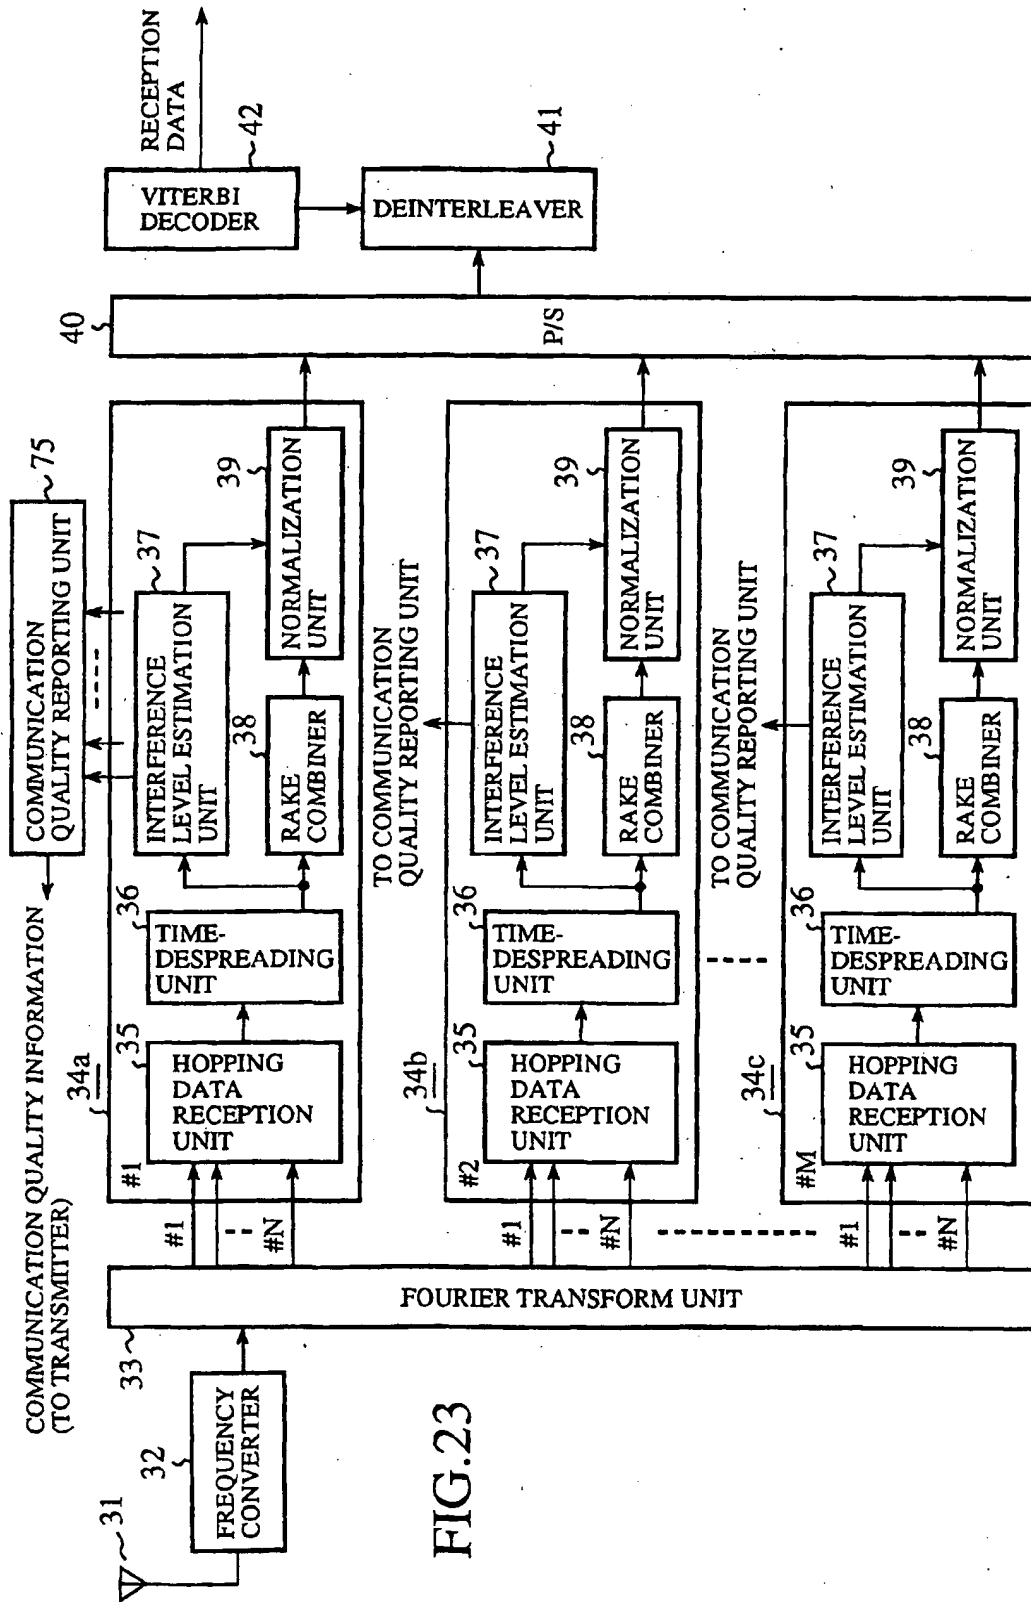 FIG.23
31
32
FREQUENCY
CONVERTER
33
FOURIER TRANSFORM UNIT
COMMUNICATION QUALITY INFORMATION
(TO TRANSMITTER)
75
COMMUNICATION
QUALITY REPORTING UNIT
#1
#N
34a
#1
35
HOPPING
DATA
RECEPTION
UNIT
36
TIME-
DESPREADING
UNIT
37
INTERFERENCE
LEVEL ESTIMATION
UNIT
38
RAKE
COMBINER
39
NORMALIZATION
UNIT
TO COMMUNICATION
QUALITY REPORTING UNIT
#1
#N
34b
#2
35
HOPPING
DATA
RECEPTION
UNIT
36
TIME-
DESPREADING
UNIT
37
INTERFERENCE
LEVEL ESTIMATION
UNIT
38
RAKE
COMBINER
39
NORMALIZATION
UNIT
TO COMMUNICATION
QUALITY REPORTING UNIT
#1
#N
34c
#M
35
HOPPING
DATA
RECEPTION
UNIT
36
TIME-
DESPREADING
UNIT
37
INTERFERENCE
LEVEL ESTIMATION
UNIT
38
RAKE
COMBINER
39
NORMALIZATION
UNIT
40
P/S
41
DEINTERLEAVER
42
VITERBI
DECODER
RECEPTION
DATA